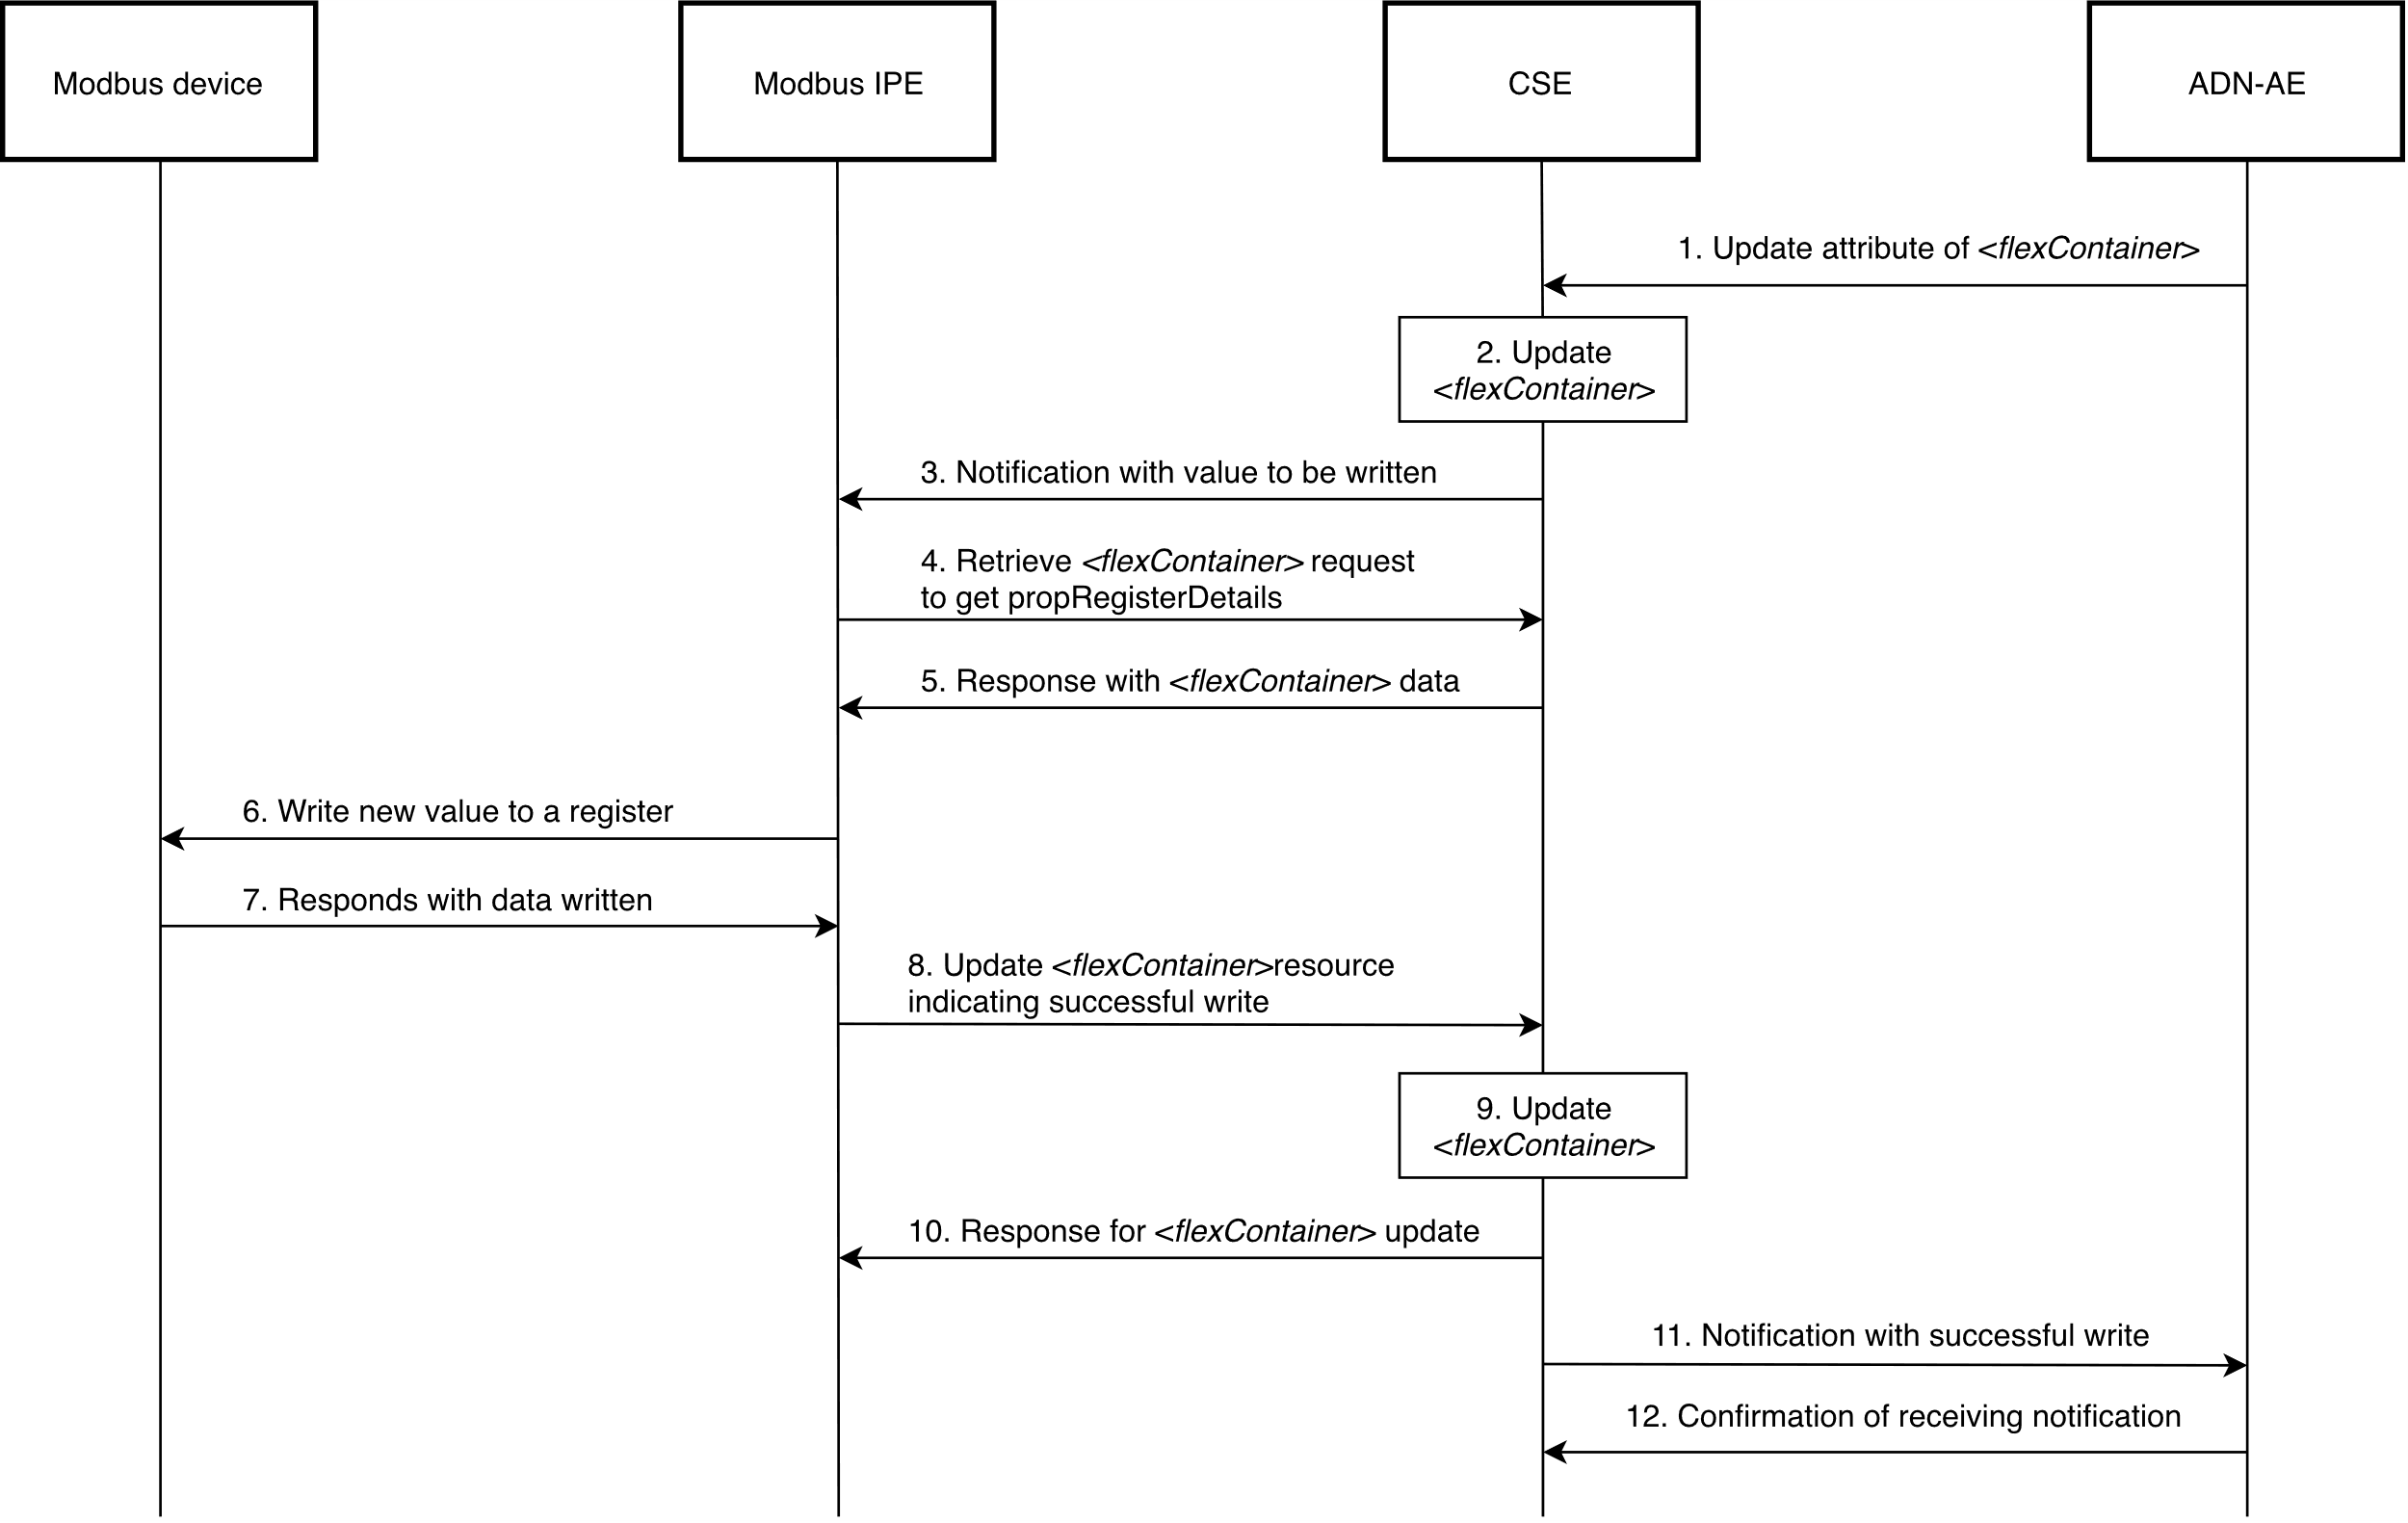 Modbus device
Modbus IPE
CSE
ADN-AE
1. Update attribute of <flexContainer>
2. Update
<flexContainer>
3. Notification with value to be written
4. Retrieve <flexContainer> request
to get propRegisterDetails
5. Response with <flexContainer> data
6. Write new value to a register
7. Responds with data written
8. Update <flexContainer>resource
indicating successful write
9. Update
<flexContainer>
10. Response for <flexContainer> update
11. Notification with successful write
12. Confirmation of receiving notification